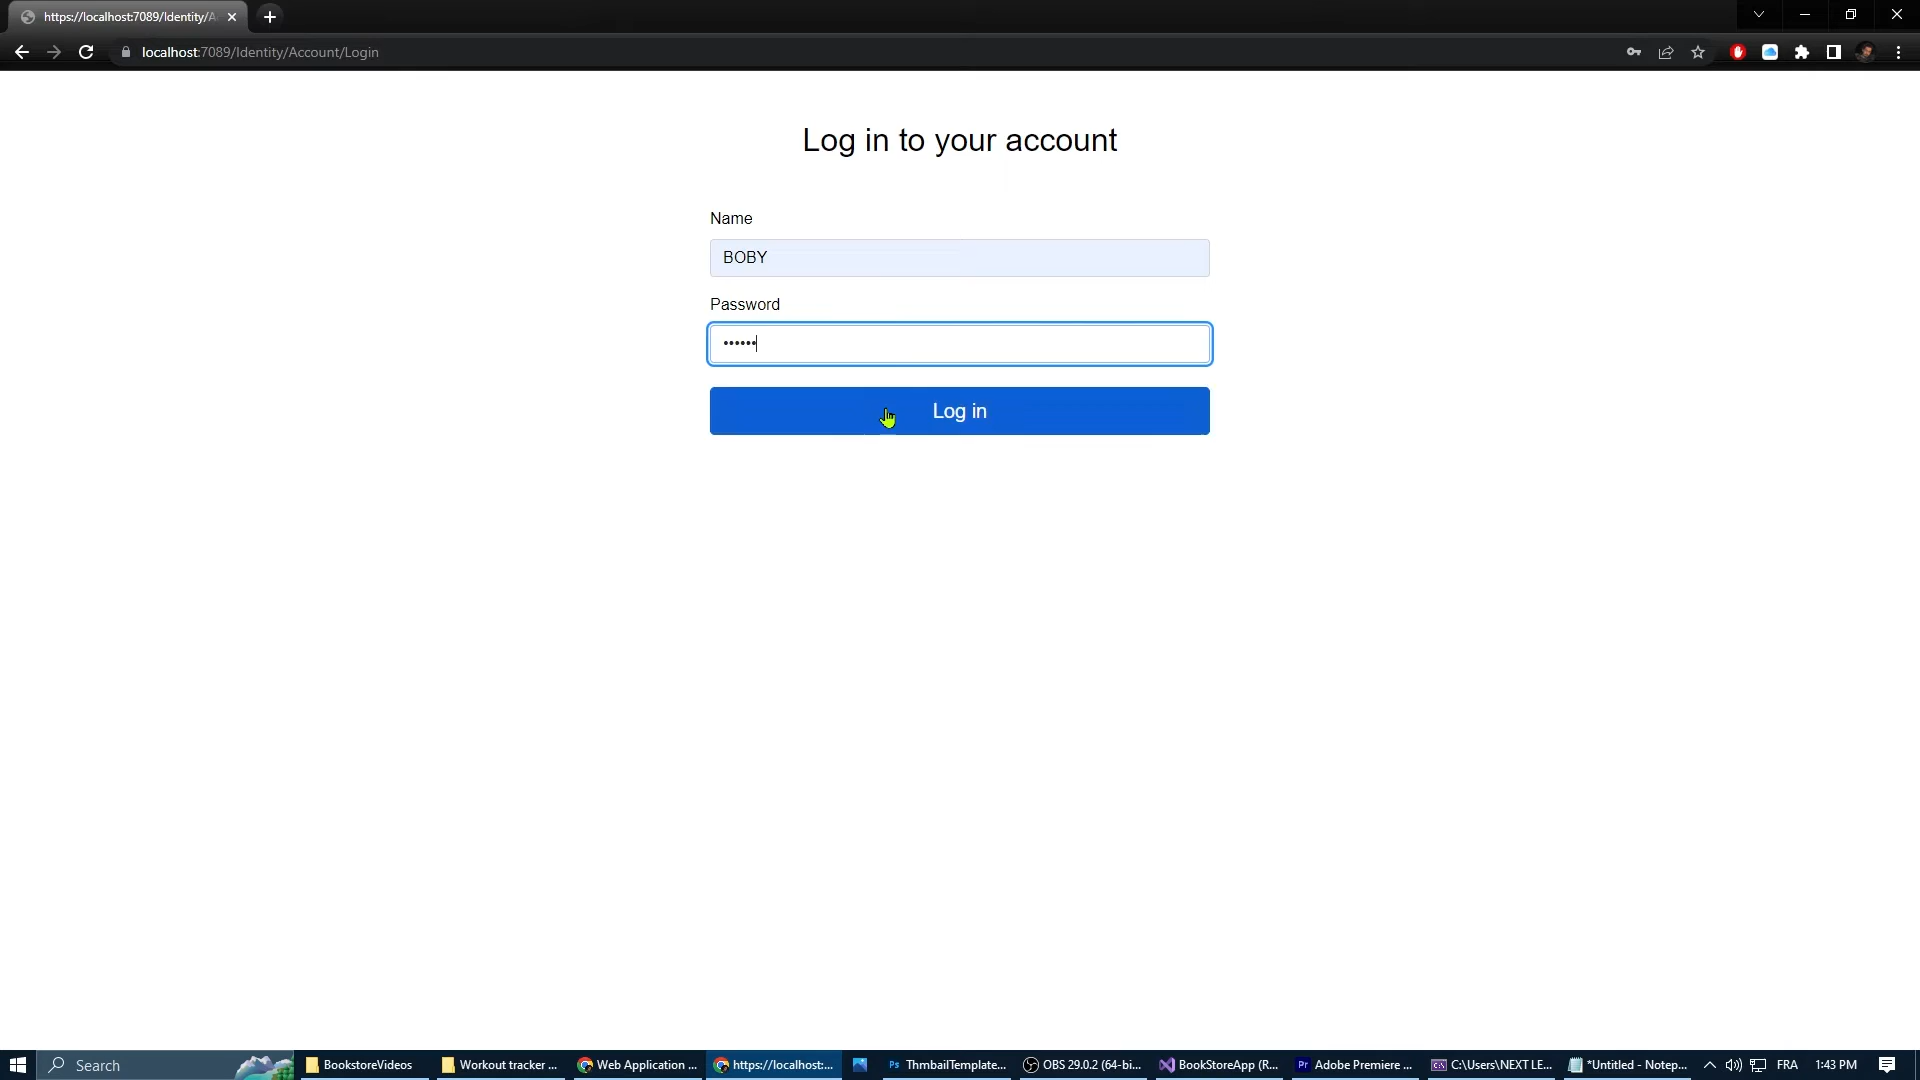 https://localhost:7089/Identity/A
localhost:7089/Identity/Account/Login
Log in to your account
Name
BOBY
Password
••••••
Log in
Search
BookstoreVideos
Workout tracker ...
Web Application ...
https://localhost:...
Ps ThmbailTemplate...
OBS 29.0.2 (64-bi...
BookStoreApp (R...
Pr Adobe Premiere ...
C:\Users\NEXT LE...
*Untitled - Notep...
FRA
1:43 PM